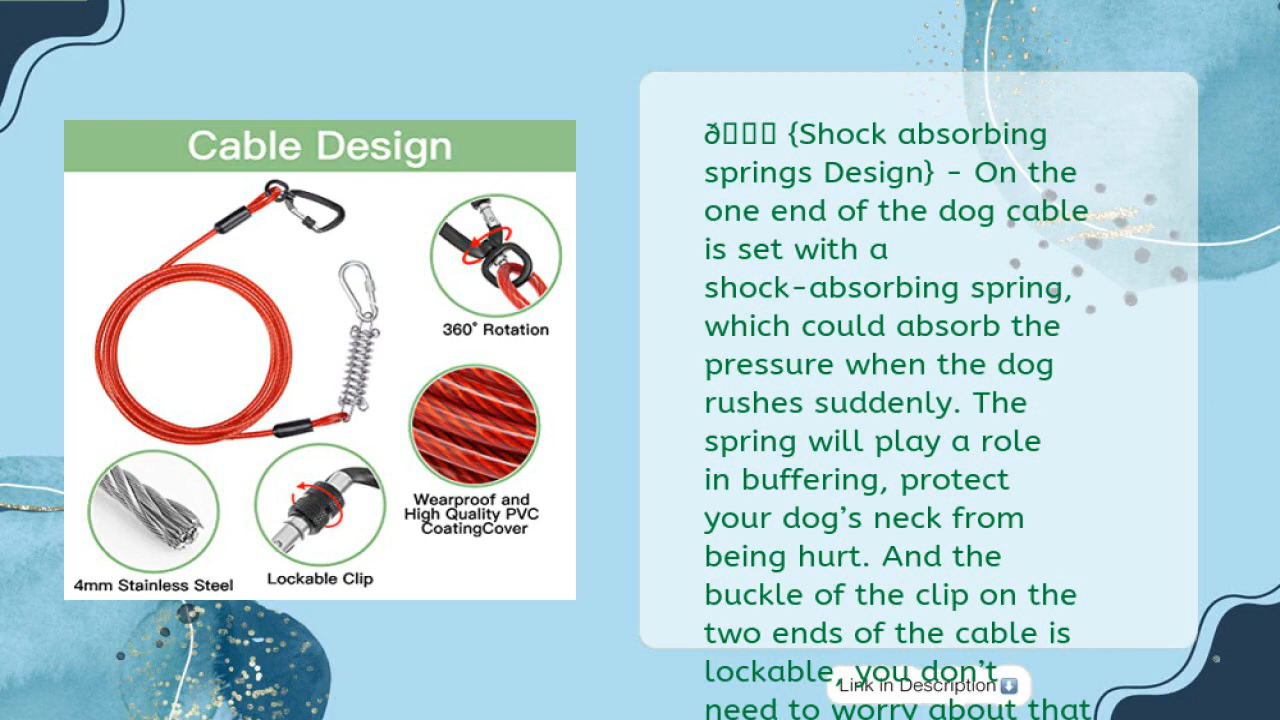 Cable Design
360° Rotation
Wearproof and
High Quality PVC
CoatingCover
4mm Stainless Steel
Lockable Clip
ð {Shock absorbing
springs Design} - On the
one end of the dog cable
is set with a
shock-absorbing spring,
which could absorb the
pressure when the dog
rushes suddenly. The
spring will play a role
in buffering, protect
your dog's neck from
being hurt. And the
buckle of the clip on the
two ends of the cable is
lockable, you don't
need to worry about that
Link in Description⬇️